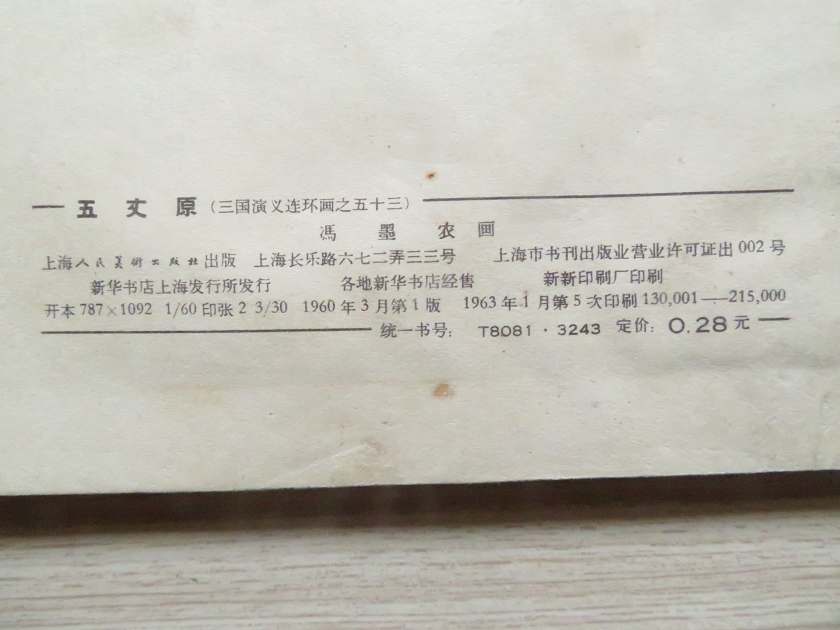 五丈原(三国演义连环画之五十三)
馮墨农画
上海人民美術出版社出版 上海长乐路六七二弄三三号 上海市书刊出版业营业许可证出002号
新华书店上海发行所发行 各地新华书店经售 新新印刷厂印刷
开本787×1092 1/60 印张2 3/30 1960年3月第1版 1963年1月第5次印刷130,001——215,000
统一书号: T8081·3243 定价: 0.28元